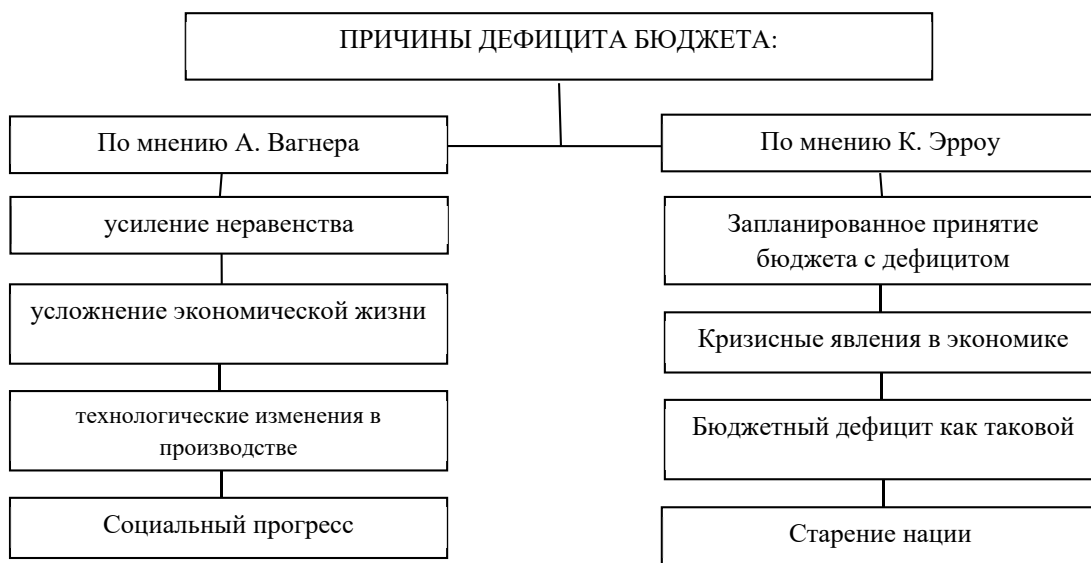 ПРИЧИНЫ ДЕФИЦИТА БЮДЖЕТА:
По мнению А. Вагнера
усиление неравенства
усложнение экономической жизни
технологические изменения в
производстве
Социальный прогресс
По мнению К. Эрроу
Запланированное принятие
бюджета с дефицитом
Кризисные явления в экономике
Бюджетный дефицит как таковой
Старение нации